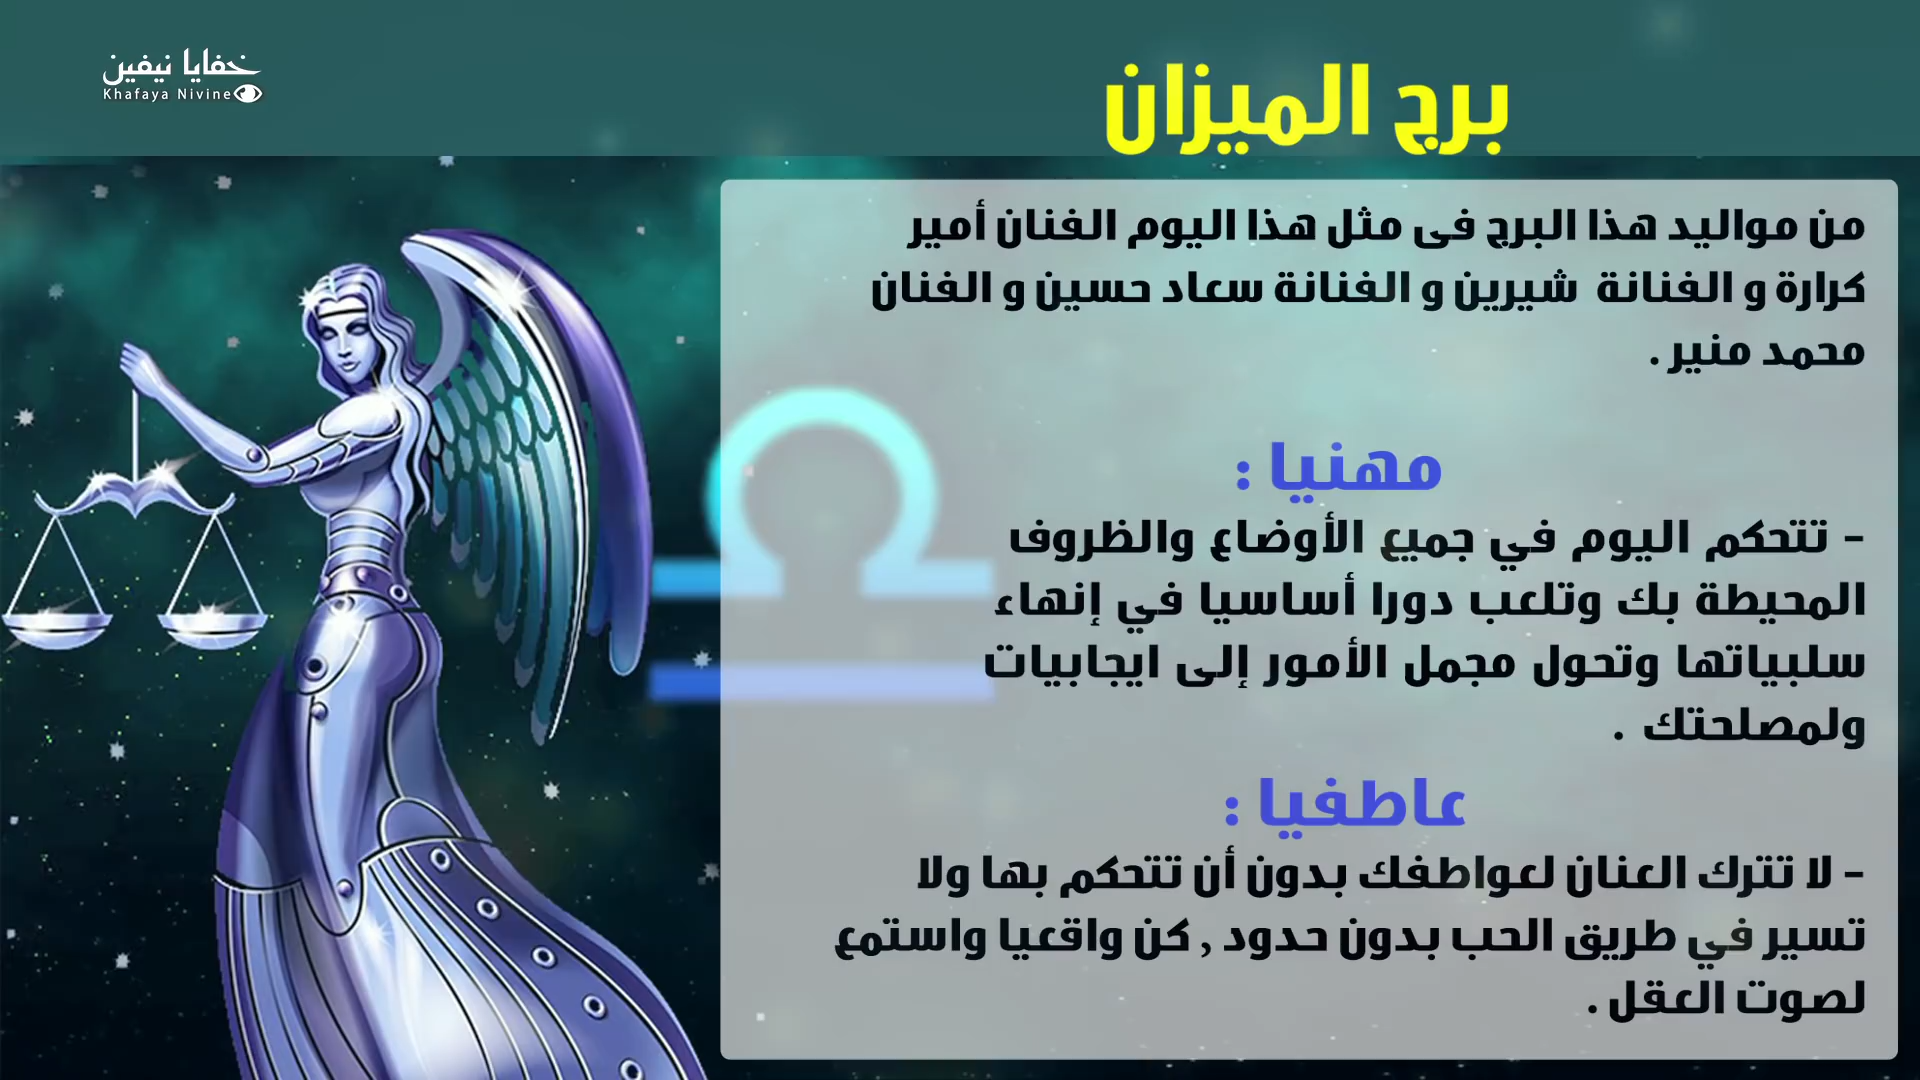 خفايا نيفين
Khafaya Nivine
برج الميزان
من مواليد هذا البرج فى مثل هذا اليوم الفنان أمير
كرارة و الفنانة شيرين و الفنانة سعاد حسين و الفنان
محمد منير .
مهنيا :
- تتحكم اليوم في جميع الأوضاع والظروف
المحيطة بك وتلعب دورا أساسيا في إنهاء
سلبياتها وتحول مجمل الأمور إلى ايجابيات
ولمصلحتك .
عاطفيا :
- لا تترك العنان لعواطفك بدون أن تتحكم بها ولا
تسير في طريق الحب بدون حدود , كن واقعيا واستمع
لصوت العقل .